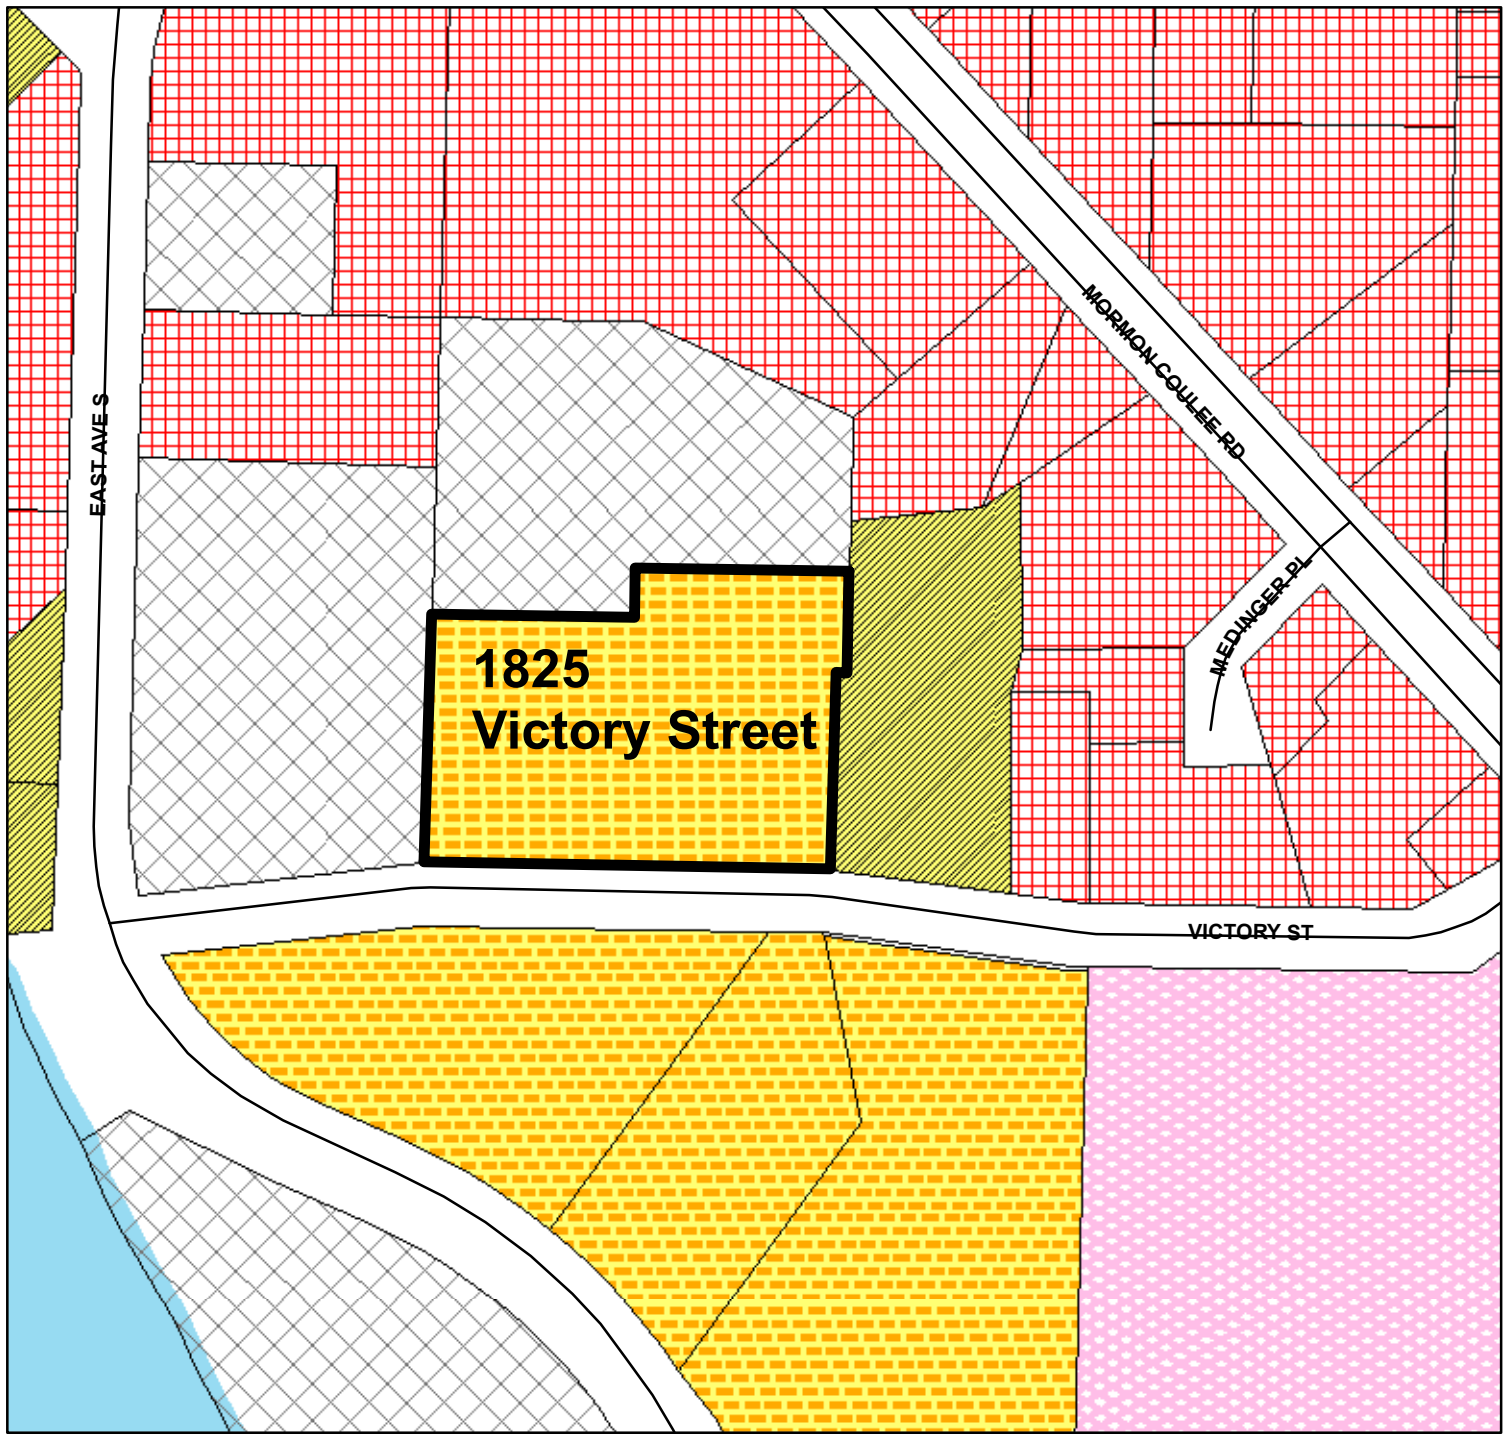 MORMON COULEE RD
EAST AVE S
MEDINGER PL
1825
Victory Street
VICTORY ST